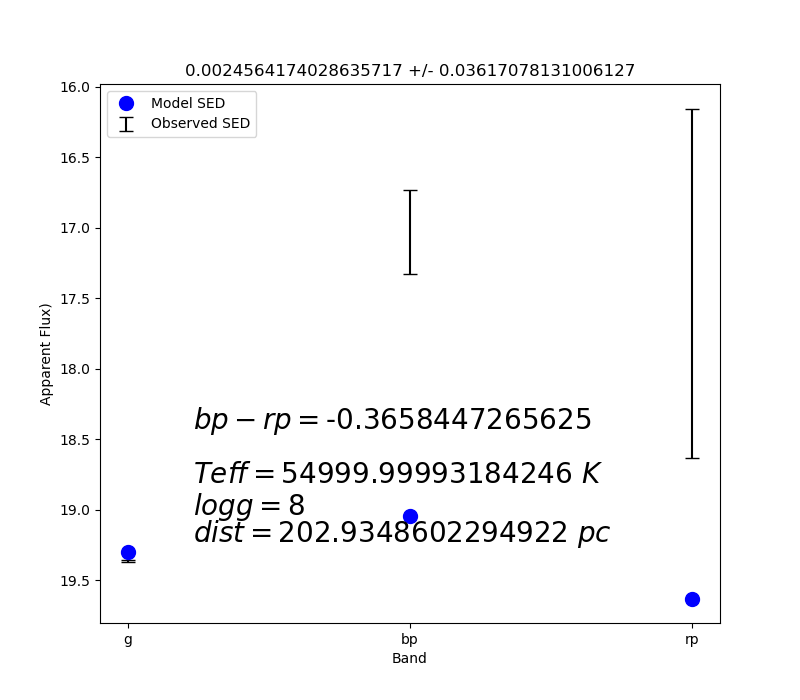 0.0024564174028635717 +/- 0.03617078131006127
Model SED
Observed SED
16.0
16.5
17.0
17.5
18.0
18.5
19.0
19.5
Apparent Flux)
bp − rp = -0.3658447265625
Teff = 54999.99993184246 K
logg = 8
dist = 202.9348602294922 pc
g
bp
rp
Band